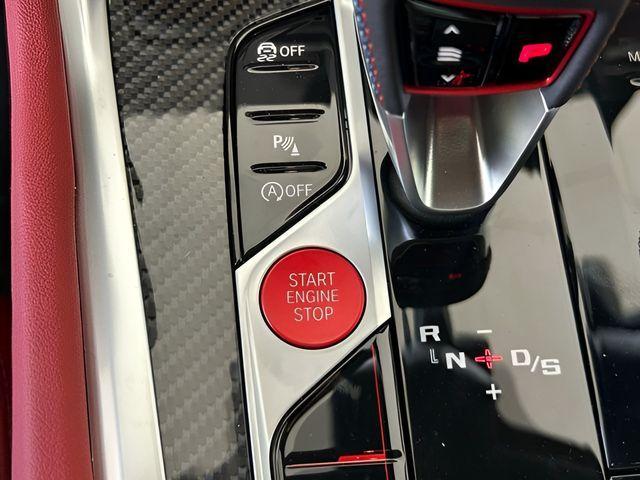 OFF
P
A OFF
START
ENGINE
STOP
P
M
R -
N D/S
+